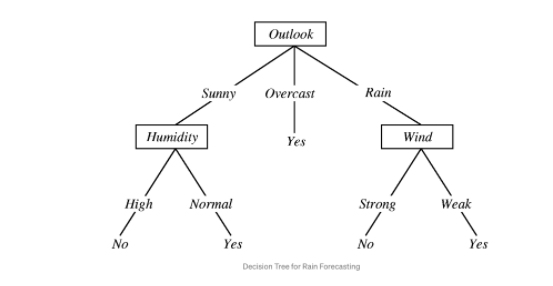 Outlook
Sunny Overcast Rain
Humidity Yes Wind
High Normal Strong Weak
No Yes No Yes
Decision Tree for Rain Forecasting